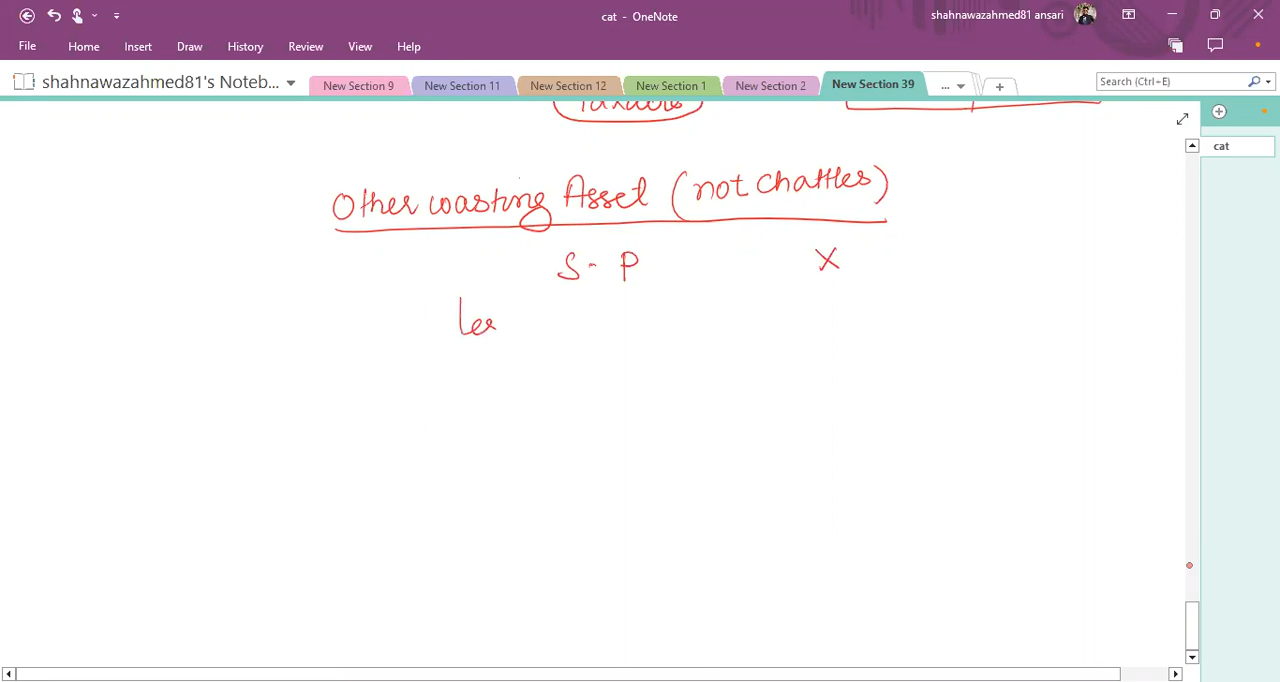 cat - OneNote
shahnawazahmed81 ansari
File Home Insert Draw History Review View Help
shahnawazahmed81's Noteb...
New Section 9
New Section 11
New Section 12
New Section 1
New Section 2
New Section 39
...
Search (Ctrl+E)
cat
Other wasting Asset (not chattles)
S - P X
les